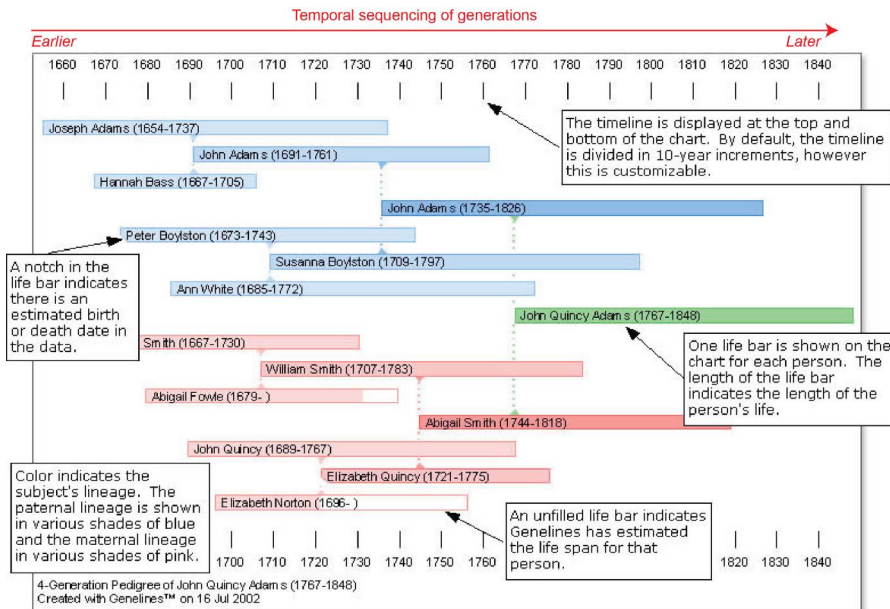 Temporal sequencing of generations
Earlier Later
1660 1670 1680 1690 1700 1710 1720 1730 1740 1750 1760 1770 1780 1790 1800 1810 1820 1830 1840
Joseph Adams (1654-1737)
The timeline is displayed at the top and
bottom of the chart. By default, the timeline
is divided in 10-year increments, however
this is customizable.
John Adams (1691-1761)
Hannah Bass (1667-1705)
John Adams (1735-1826)
Peter Boylston (1673-1743)
A notch in the
life bar indicates
there is an
estimated birth
or death date in
the data.
Susanna Boylston (1709-1797)
Ann White (1685-1772)
John Quincy Adams (1767-1848)
Smith (1667-1730)
One life bar is shown on the
chart for each person. The
length of the life bar
indicates the length of the
person's life.
William Smith (1707-1783)
Abigail Fowle (1679- )
Abigail Smith (1744-1818)
John Quincy (1689-1767)
Color indicates the
subject's lineage. The
paternal lineage is shown
in various shades of blue
and the maternal lineage
in various shades of pink.
Elizabeth Quincy (1721-1775)
Elizabeth Norton (1696- )
An unfilled life bar indicates
Genelines has estimated
the life span for that
person.
1700 1710 1720 1730 1740 1750 1760 1820 1830 1840
4-Generation Pedigree of John Quincy Adams (1767-1848)
Created with Genelines™ on 16 Jul 2002